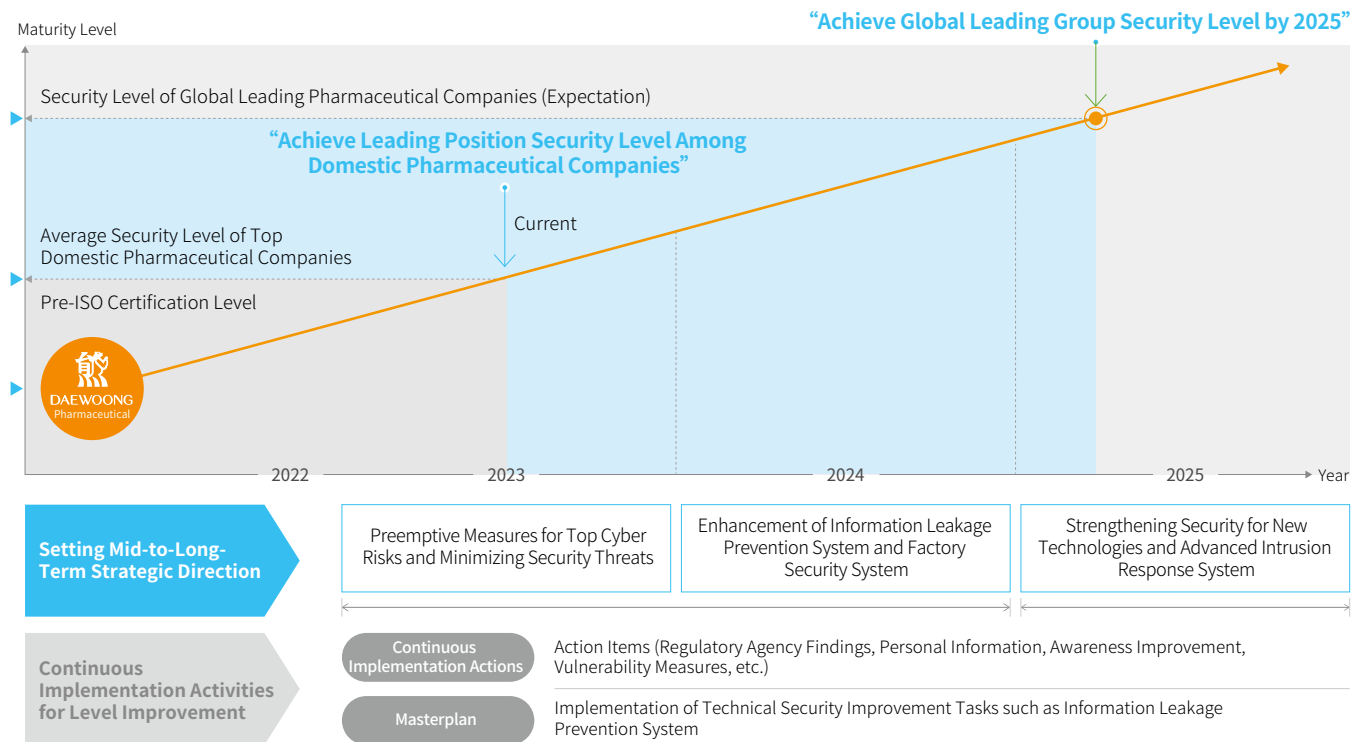 “Achieve Global Leading Group Security Level by 2025”
Maturity Level
Security Level of Global Leading Pharmaceutical Companies (Expectation)
“Achieve Leading Position Security Level Among
Domestic Pharmaceutical Companies”
Current
Average Security Level of Top
Domestic Pharmaceutical Companies
Pre-ISO Certification Level
DAEWOONG
Pharmaceutical
2022
2023
2024
2025
Year
Setting Mid-to-Long-
Term Strategic Direction
Preemptive Measures for Top Cyber
Risks and Minimizing Security Threats
Enhancement of Information Leakage
Prevention System and Factory
Security System
Strengthening Security for New
Technologies and Advanced Intrusion
Response System
Continuous
Implementation Activities
for Level Improvement
Continuous
Implementation Actions
Action Items (Regulatory Agency Findings, Personal Information, Awareness Improvement,
Vulnerability Measures, etc.)
Masterplan
Implementation of Technical Security Improvement Tasks such as Information Leakage
Prevention System